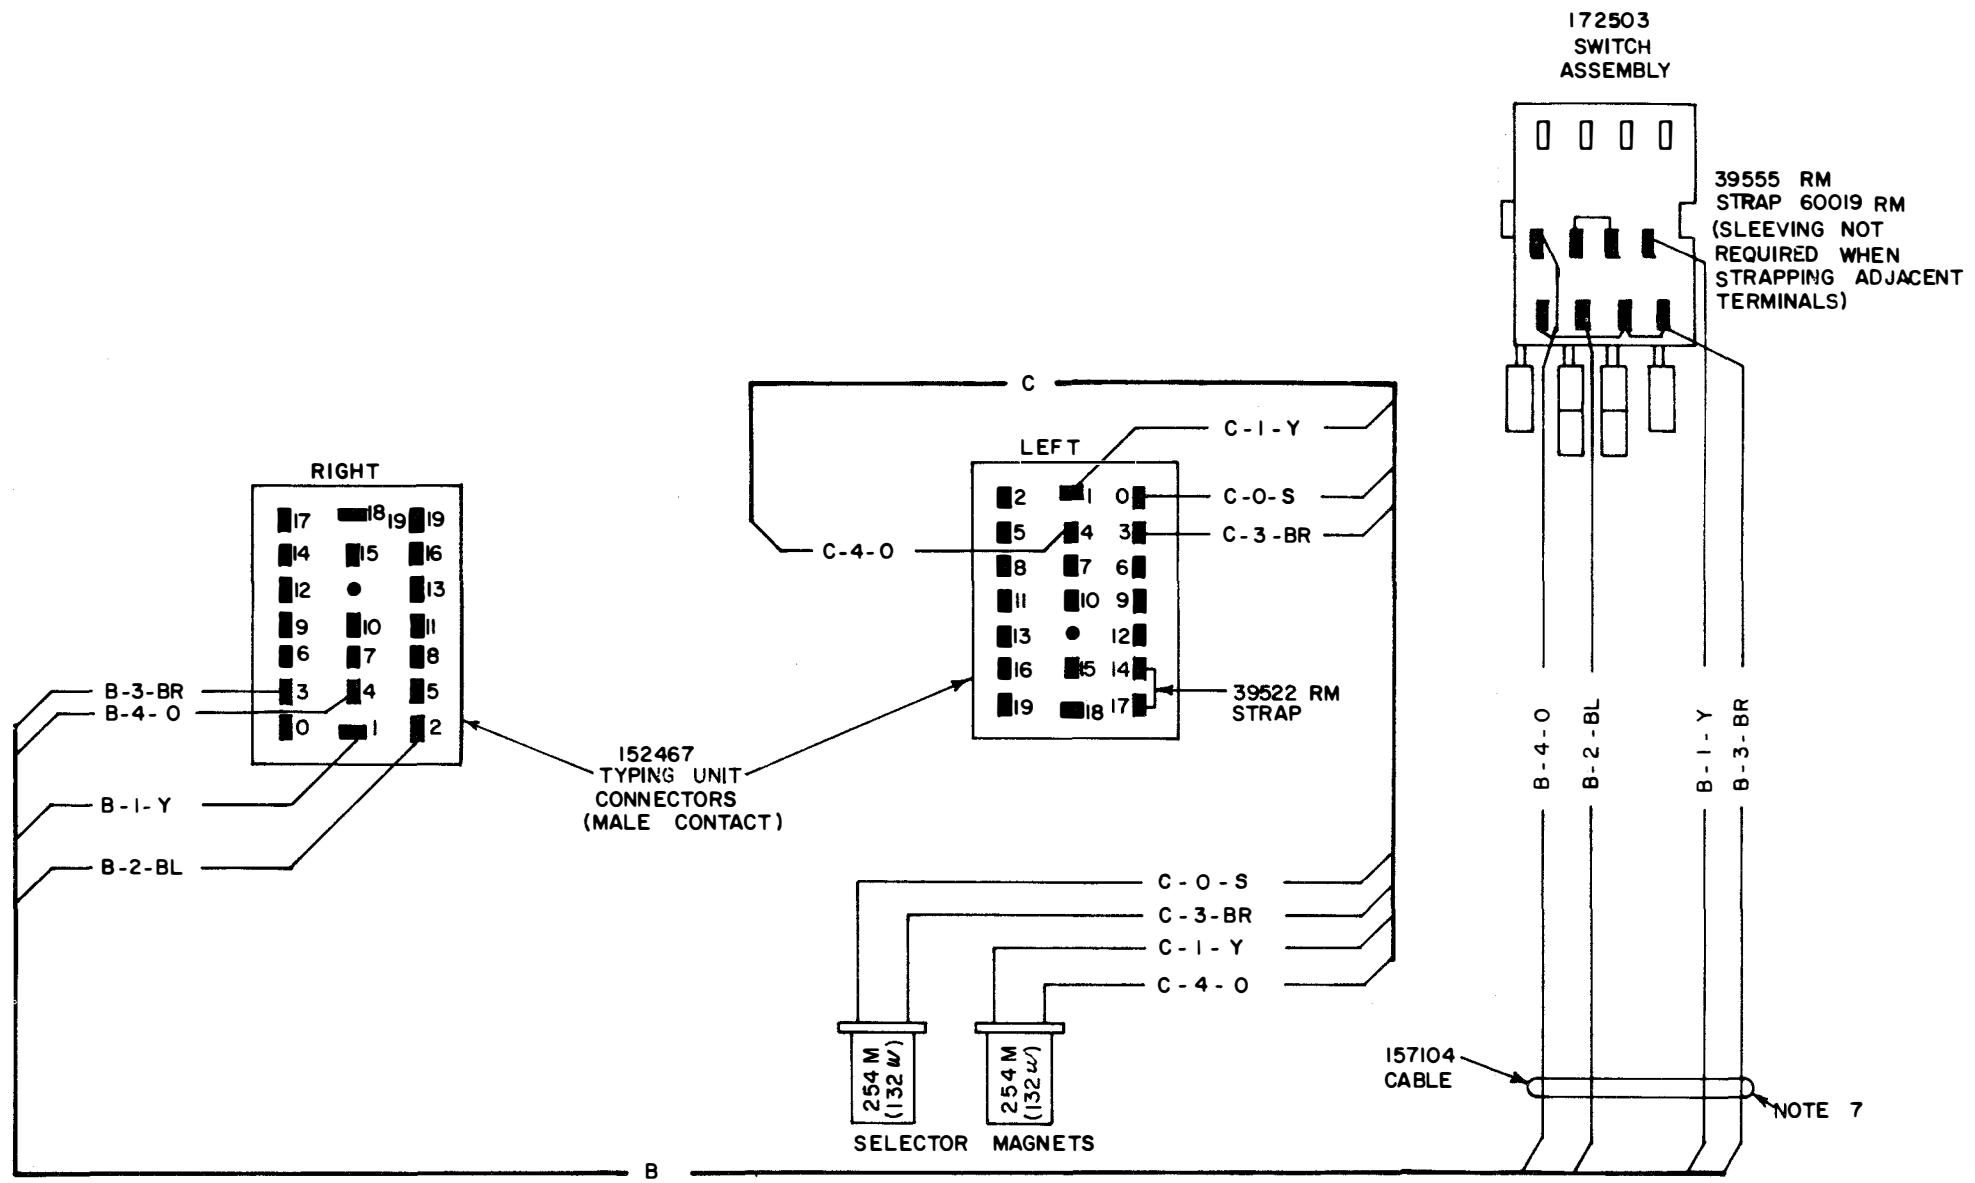 172503
SWITCH
ASSEMBLY
39555 RM
STRAP 60019 RM
(SLEEVING NOT
REQUIRED WHEN
STRAPPING ADJACENT
TERMINALS)
C
C-1-Y
LEFT
2 1 0
C-0-S
5 4 3
C-3-BR
C-4-O
8 7 6
11 10 9
13 12
16 15 14
19 18 17
39522 RM
STRAP
RIGHT
17 18 19 19
14 15 16
12 13
9 10 11
6 7 8
3 4 5
0 1 2
B-3-BR
B-4-O
B-1-Y
B-2-BL
152467
TYPING UNIT
CONNECTORS
(MALE CONTACT)
B-4-O
B-2-BL
B-1-Y
B-3-BR
C-0-S
C-3-BR
C-1-Y
C-4-O
254 M
(132 W)
254 M
(132 W)
SELECTOR MAGNETS
157104
CABLE
NOTE 7
B